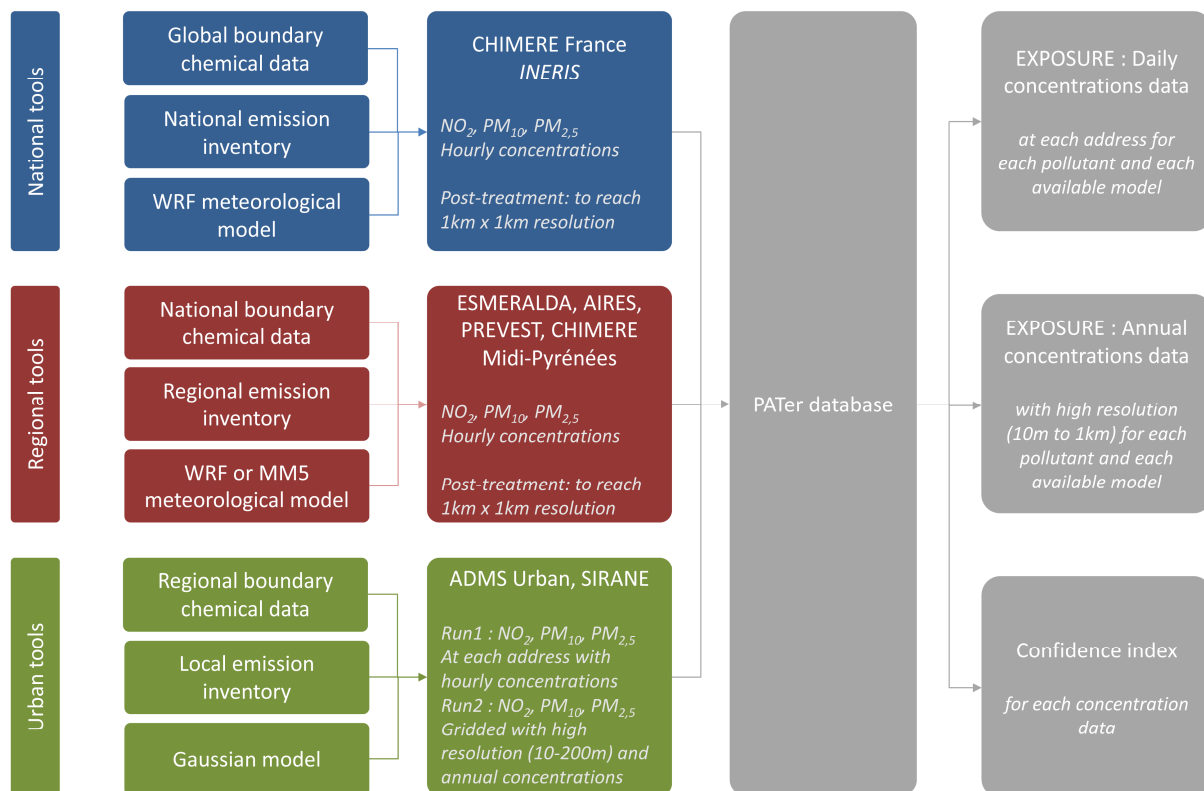 National tools
Global boundary
chemical data
National emission
inventory
WRF meteorological
model
CHIMERE France
INERIS
NO₂, PM₁₀, PM₂,₅
Hourly concentrations
Post-treatment: to reach
1km x 1km resolution
Regional tools
National boundary
chemical data
Regional emission
inventory
WRF or MM5
meteorological model
ESMERALDA, AIRES,
PREVEST, CHIMERE
Midi-Pyrénées
NO₂, PM₁₀, PM₂,₅
Hourly concentrations
Post-treatment: to reach
1km x 1km resolution
Urban tools
Regional boundary
chemical data
Local emission
inventory
Gaussian model
ADMS Urban, SIRANE
Run1 : NO₂, PM₁₀, PM₂,₅
At each address with
hourly concentrations
Run2 : NO₂, PM₁₀, PM₂,₅
Gridded with high
resolution (10-200m) and
annual concentrations
PATer database
EXPOSURE : Daily
concentrations data
at each address for
each pollutant and each
available model
EXPOSURE : Annual
concentrations data
with high resolution
(10m to 1km) for each
pollutant and each
available model
Confidence index
for each concentration
data